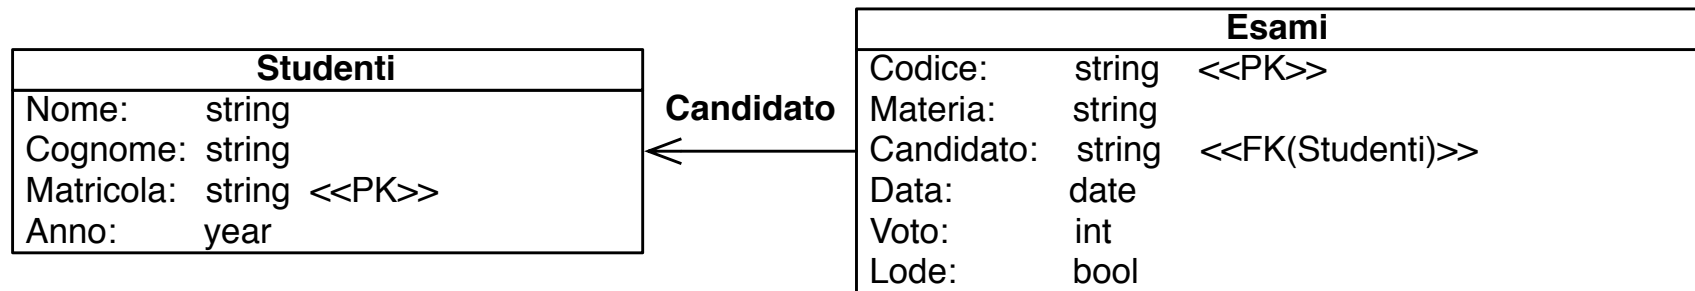 Studenti
Nome: string
Cognome: string
Matricola: string <<PK>>
Anno: year
Candidato
Esami
Codice: string <<PK>>
Materia: string
Candidato: string <<FK(Studenti)>>
Data: date
Voto: int
Lode: bool